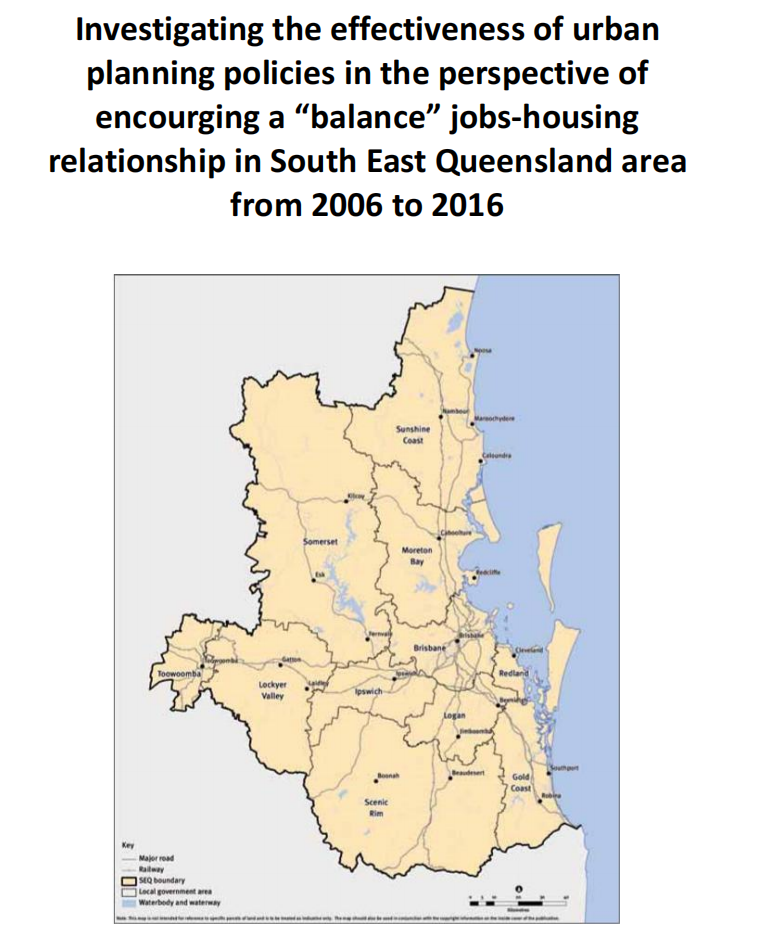 Investigating the effectiveness of urban
planning policies in the perspective of
encourging a “balance” jobs-housing
relationship in South East Queensland area
from 2006 to 2016
Noosa
Nambour
Maroochydore
Sunshine
Coast
Caloundra
Kilcoy
Caboolture
Somerset
Moreton
Bay
Redcliffe
Esk
Fernvale
Brisbane
Brisbane
Cleveland
Toowoomba
Toowoomba
Gatton
Redland
Lockyer
Valley
Laidley
Ipswich
Ipswich
Beenleigh
Logan
Jimboomba
Boonah
Beaudesert
Southport
Gold
Coast
Robina
Scenic
Rim
Key
Major road
Railway
SEQ boundary
Local government area
Waterbody and waterway
Kilometres
Note: This map is not intended for reference to specific parcels of land and is to be treated as indicative only. The map should also be used in conjunction with the copyright information on the inside cover of the publication.